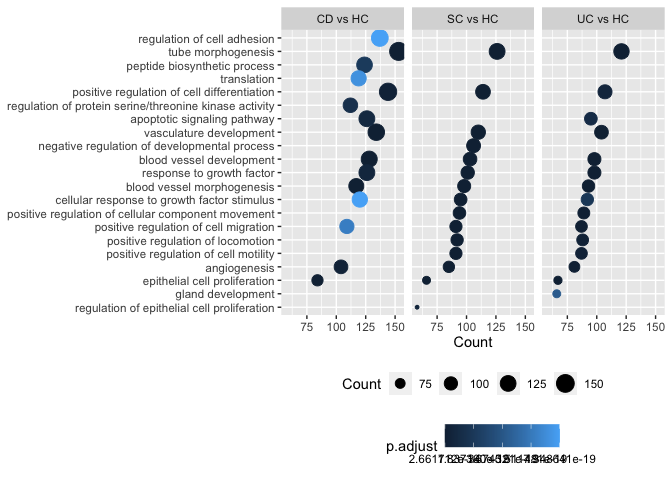 CD vs HC
SC vs HC
UC vs HC
regulation of cell adhesion
tube morphogenesis
peptide biosynthetic process
translation
positive regulation of cell differentiation
regulation of protein serine/threonine kinase activity
apoptotic signaling pathway
vasculature development
negative regulation of developmental process
blood vessel development
response to growth factor
blood vessel morphogenesis
cellular response to growth factor stimulus
positive regulation of cellular component movement
positive regulation of cell migration
positive regulation of locomotion
positive regulation of cell motility
angiogenesis
epithelial cell proliferation
gland development
regulation of epithelial cell proliferation
75 100 125 150 75 100 125 150 75 100 125 150
Count
Count 75 100 125 150
p.adjust